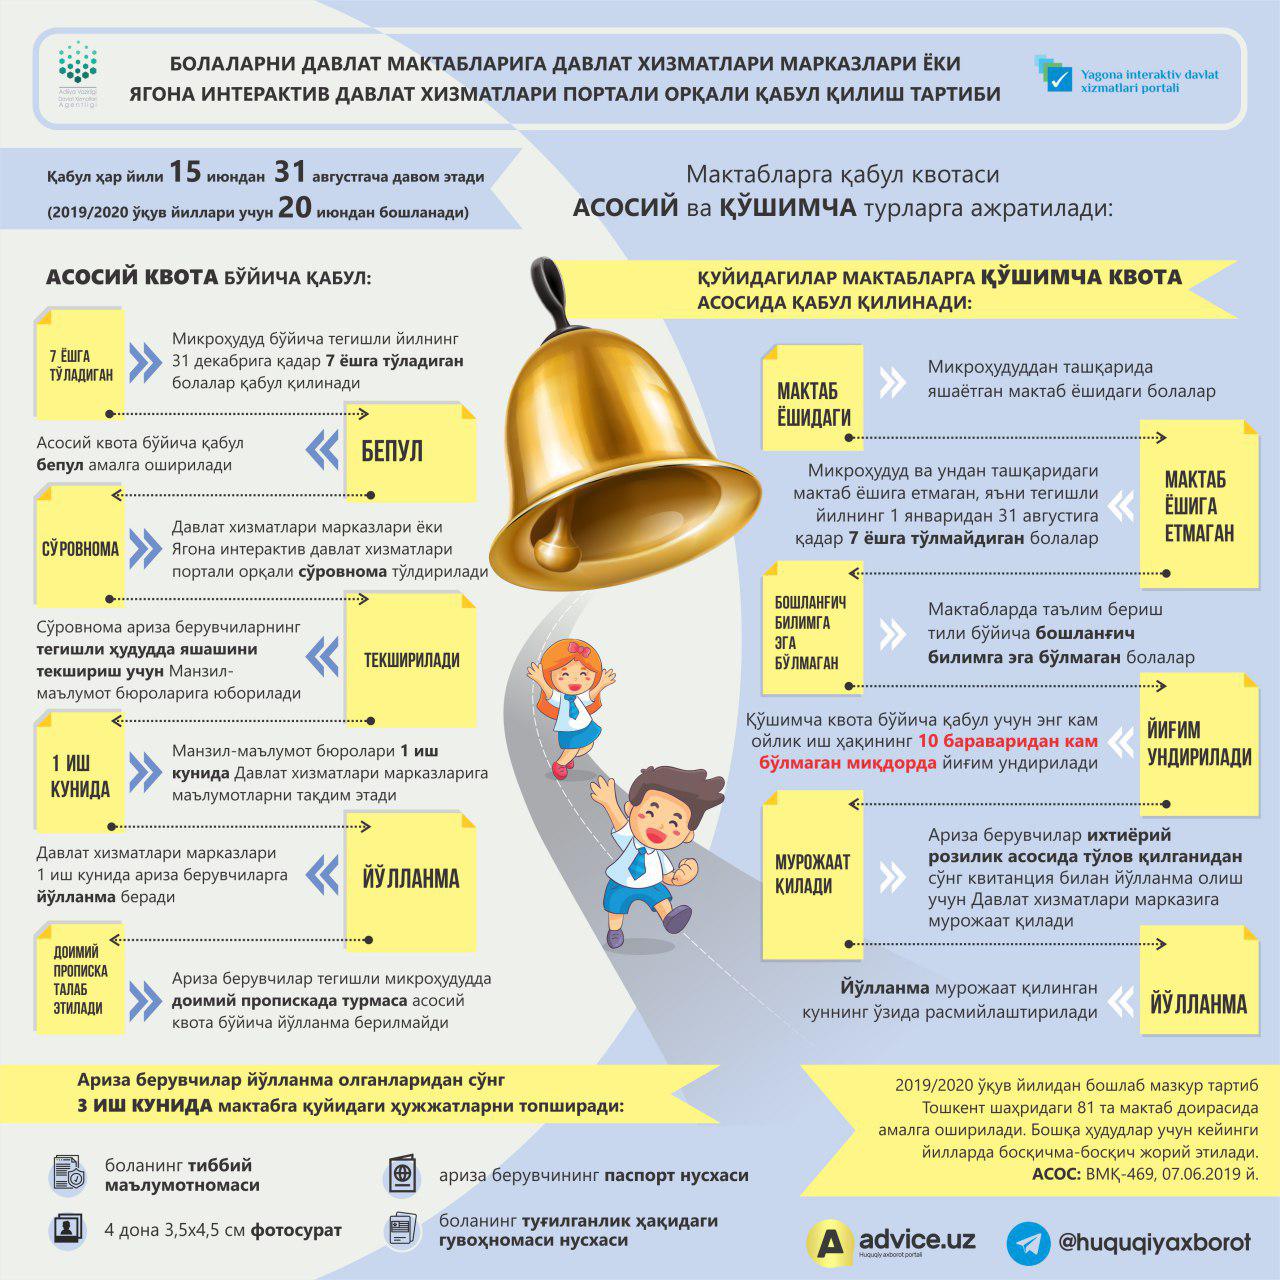 Adliya Vazirligi
Davlat Xizmatlari
Agentligi
БОЛАЛАРНИ ДАВЛАТ МАКТАБЛАРИГА ДАВЛАТ ХИЗМАТЛАРИ МАРКАЗЛАРИ ЁКИ
ЯГОНА ИНТЕРАКТИВ ДАВЛАТ ХИЗМАТЛРИ ПОРТАЛИ ОРҚАЛИ ҚАБУЛ ҚИЛИШ ТАРТИБИ
Yagona interaktiv davlat
xizmatlari portali
Қабул ҳар йили 15 июндан 31 августгача давом этади
(2019/2020 ўқув йиллари учун 20 июндан бошланади)
Мактабларга қабул квотаси
АСОСИЙ ва ҚЎШИМЧА турларга ажратилади:
АСОСИЙ КВОТА БЎЙИЧА ҚАБУЛ:
7 ЁШГА
ТЎЛАДИГАН
Микроҳудуд бўйича тегишли йилнинг
31 декабрига қадар 7 ёшга тўладиган
болалар қабул қилинади
БЕПУЛ
Асосий квота бўйича қабул
бепул амалга оширилади
СЎРОВНОМА
Давлат хизматлари марказлари ёки
Ягона интерактив давлат хизматлари
портали орқали сўровнома тўлдирилади
ТЕКШИРИЛАДИ
Сўровнома ариза берувчиларнинг
тегишли ҳудудда яшашини
текшириш учун Манзил-
маълумот бюроларига юборилади
1 ИШ
КУНИДА
Манзил-маълумот бюролари 1 иш
кунида Давлат хизматлари марказларига
маълумотларни тақдим этади
ЙЎЛЛАНМА
Давлат хизматлари марказлари
1 иш кунида ариза берувчиларга
йўлланма беради
ДОИМИЙ
ПРОПИСКА
ТАЛАБ
ЭТИЛАДИ
Ариза берувчилар тегишли микроҳудудда
доимий пропискада турмаса асосий
квота бўйича йўлланма берилмайди
ҚУЙИДАГИЛАР МАКТАБЛАРГА ҚЎШИМЧА КВОТА
АСОСИДА ҚАБУЛ ҚИЛИНАДИ:
МАКТАБ
ЁШИДАГИ
Микроҳудуддан ташқарида
яшаётган мактаб ёшидаги болалар
МАКТАБ
ЁШИГА
ЕТМАГАН
Микроҳудуд ва ундан ташқаридаги
мактаб ёшига етмаган, яъни тегишли
йилнинг 1 январидан 31 августига
қадар 7 ёшга тўлмайдиган болалар
БОШЛАНҒИЧ
БИЛИМГА
ЭГА
БЎЛМАГАН
Мактабларда таълим бериш
тили бўйича бошланғич
билимга эга бўлмаган болалар
ЙИҒИМ
УНДИРИЛАДИ
Қўшимча квота бўйича қабул учун энг кам
ойлик иш ҳақининг 10 бараваридан кам
бўлмаган миқдорда йиғим ундирилади
МУРОЖААТ
ҚИЛАДИ
Ариза берувчилар ихтиёрий
розилик асосида тўлов қилганидан
сўнг квитанция билан йўлланма олиш
учун Давлат хизматлари марказига
мурожаат қилади
ЙЎЛЛАНМА
Йўлланма мурожаат қилинган
куннинг ўзида расмийлаштирилади
Ариза берувчилар йўлланма олганларидан сўнг
3 ИШ КУНИДА мактабга қуйидаги ҳужжатларни топширади:
боланинг тиббий
маълумотномаси
ариза берувчининг паспорт нусхаси
4 дона 3,5х4,5 см фотосурат
боланинг туғилганлик ҳақидаги
гувоҳномаси нусхаси
2019/2020 ўқув йилидан бошлаб мазкур тартиб
Тошкент шаҳридаги 81 та мактаб доирасида
амалга оширилади. Бошқа ҳудудлар учун кейинги
йилларда босқичма-босқич жорий этилади.
АСОС: ВМҚ-469, 07.06.2019 й.
A advice.uz
Huquqiy axborot portali
@huquqiyaxborot